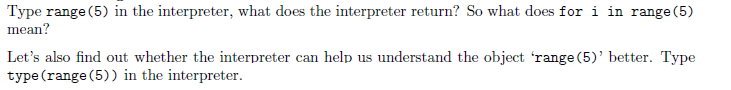 Type range(5) in the interpreter, what does the interpreter return? So what does for i in range(5)
mean?
Let's also find out whether the interpreter can help us understand the object ‘range(5)’ better. Type
type(range(5)) in the interpreter.